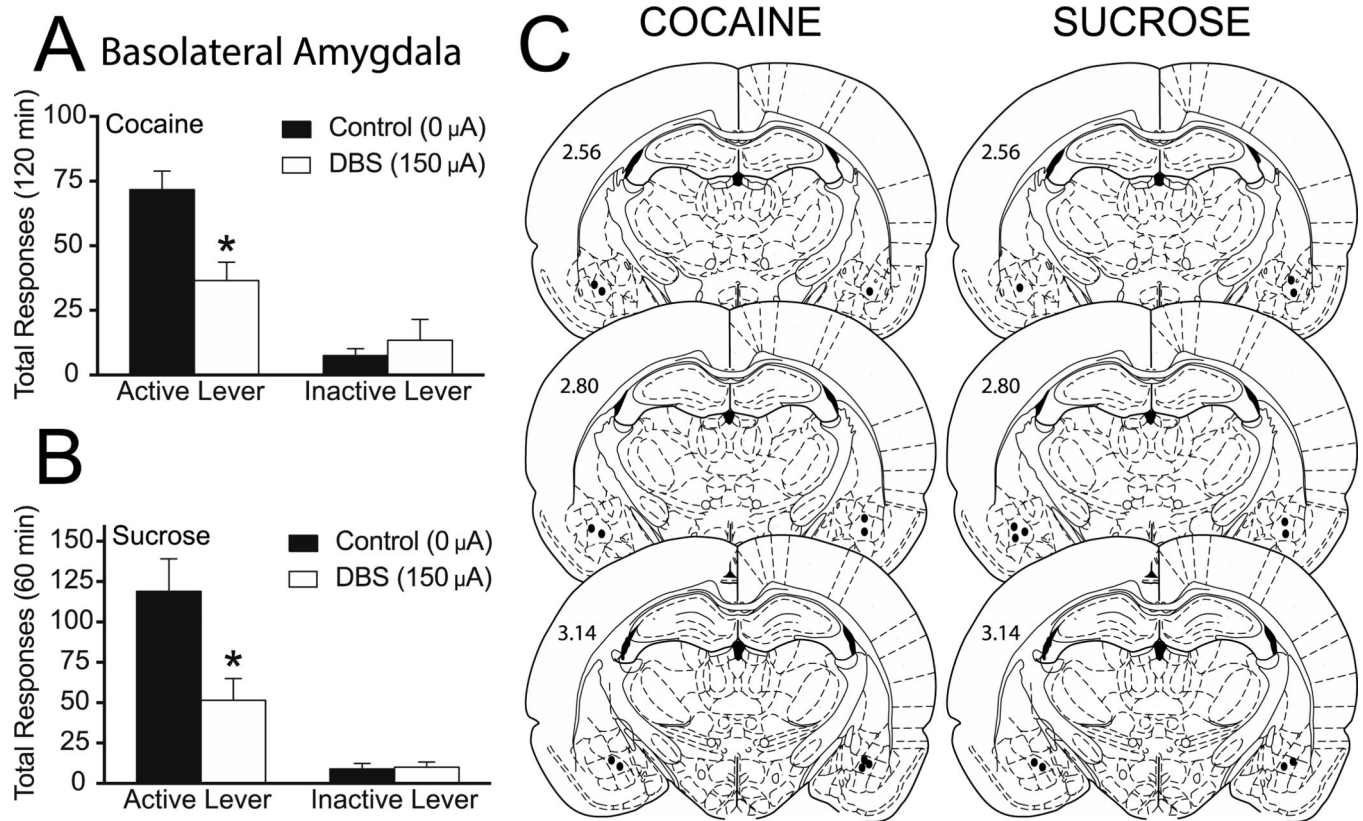 A Basolateral Amygdala
Total Responses (120 min)
100
75
50
25
0
Cocaine
Control (0 µA)
DBS (150 µA)
*
Active Lever
Inactive Lever
B
Total Responses (60 min)
150
125
100
75
50
25
0
Sucrose
Control (0 µA)
DBS (150 µA)
*
Active Lever
Inactive Lever
C
COCAINE
SUCROSE
2.56
2.56
2.80
2.80
3.14
3.14